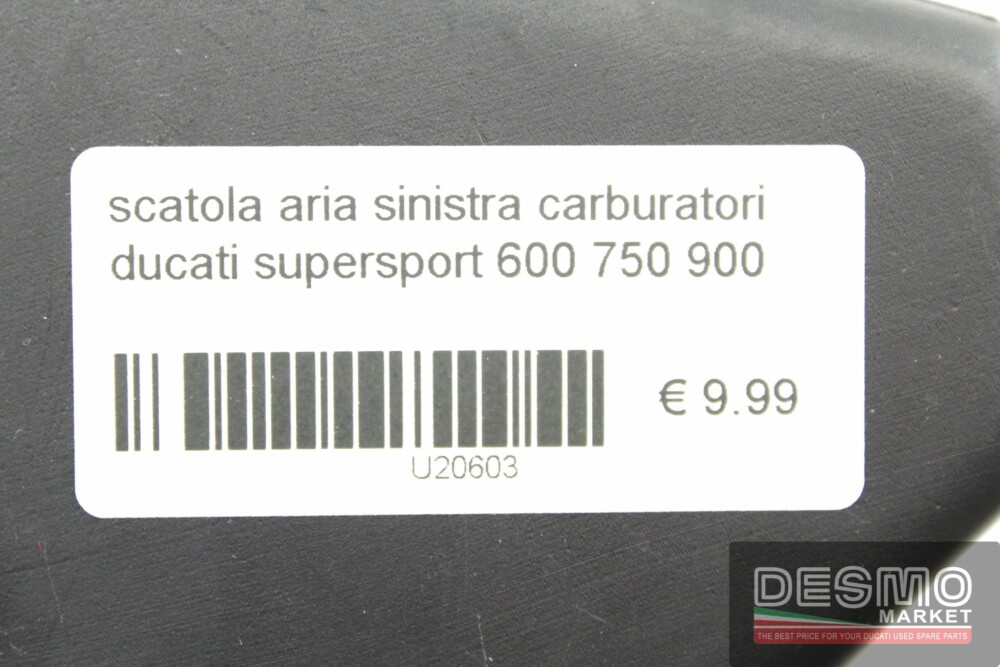 scatola aria sinistra carburatori
ducati supersport 600 750 900
€ 9.99
U20603
DESMO
MARKET
THE BEST PRICE FOR YOUR DUCATI USED SPARE PARTS